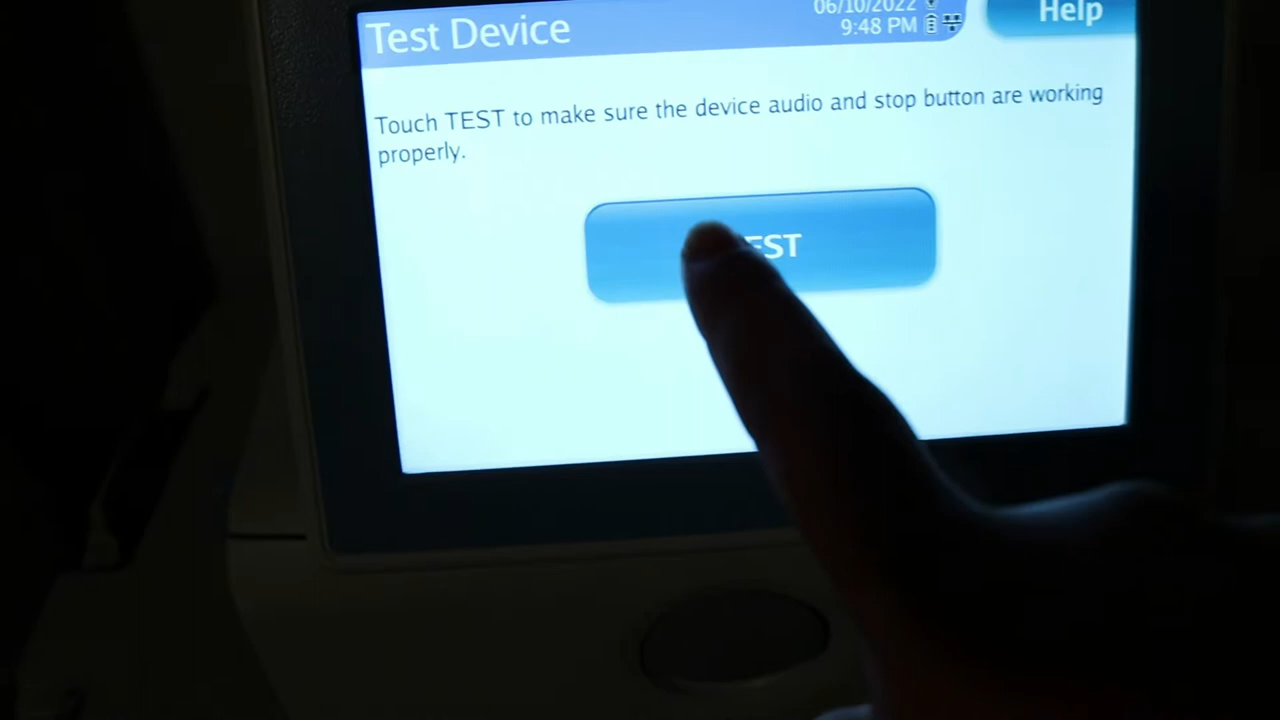 Test Device
06/10/2022
9:48 PM
Help
Touch TEST to make sure the device audio and stop button are working
properly.
EST